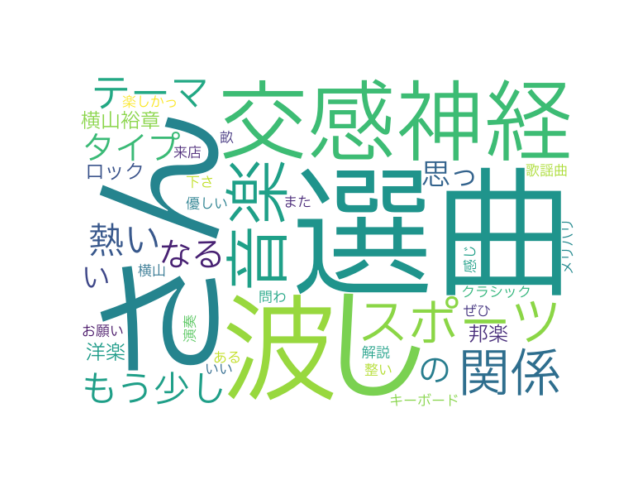 テーマ
楽しかっ
横山裕章
畝
タイプ
来店
ロック
下さ
優しい
また
交感神経
思っ
歌謡曲
さん
音楽
選曲
熱い
なる
い
横山
問わ
感じ
メリハリ
クラシック
お願い
演奏
波
し
スポーツ
ぜひ
邦楽
洋楽
ある
いい
解説
整い
の
関係
もう少し
キーボード